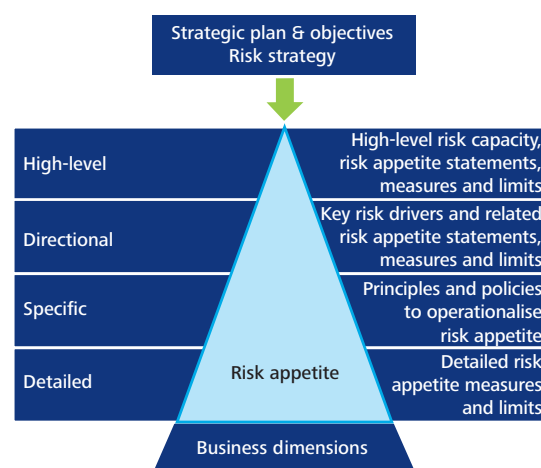 Strategic plan & objectives
Risk strategy
High-level
High-level risk capacity,
risk appetite statements,
measures and limits
Directional
Key risk drivers and related
risk appetite statements,
measures and limits
Specific
Principles and policies
to operationalise
risk appetite
Detailed
Risk appetite
Detailed risk
appetite measures
and limits
Business dimensions